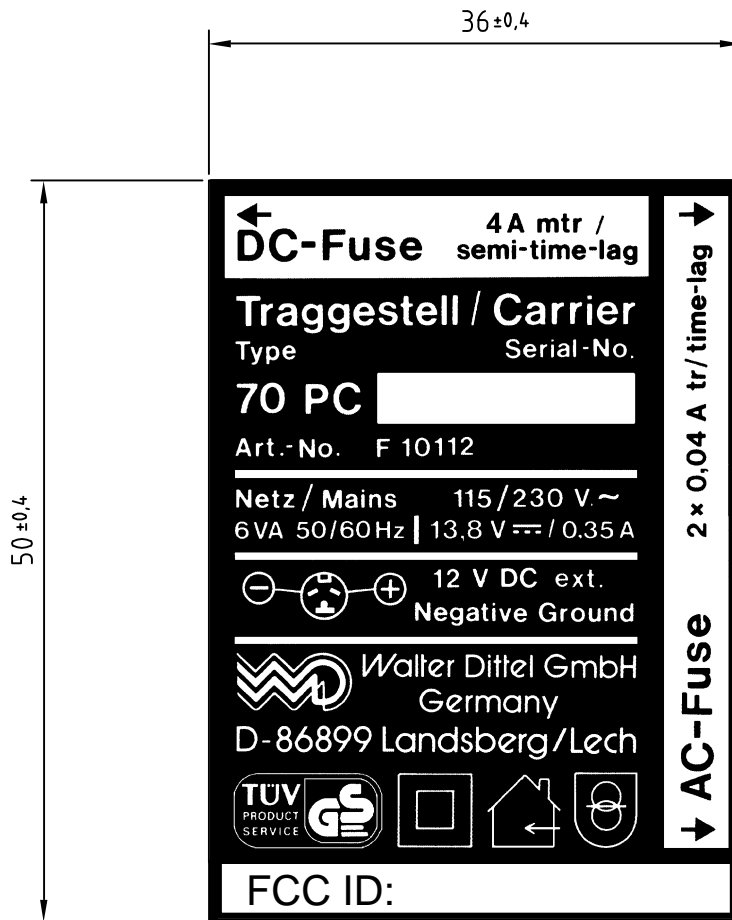 36±0,4
50±0,4
DC-Fuse 4A mtr /
semi-time-lag
Traggestell / Carrier
Type Serial-No.
70 PC
Art.-No. F 10112
Netz / Mains 115/230 V.~
6VA 50/60Hz | 13,8 V ⎓ / 0,35 A
− + 12 V DC ext.
Negative Ground
Walter Dittel GmbH
Germany
D-86899 Landsberg/Lech
TÜV
PRODUCT
SERVICE
GS
FCC ID:
AC-Fuse 2 x 0,04 A tr/time-lag